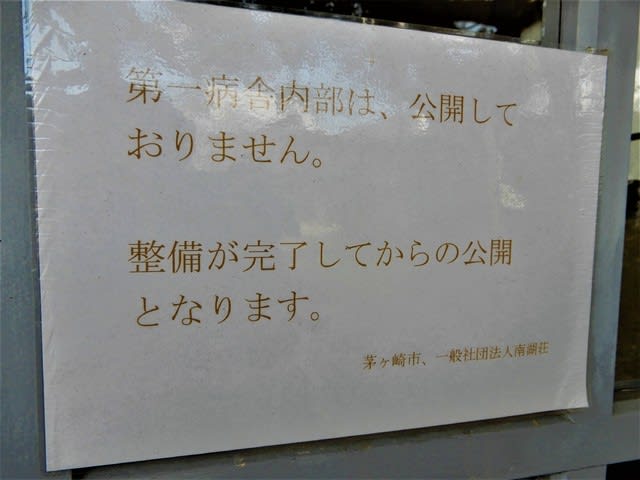 第一病舎内部は、公開して
おりません。
整備が完了してからの公開
となります。
茅ヶ崎市、一般社団法人南湖荘